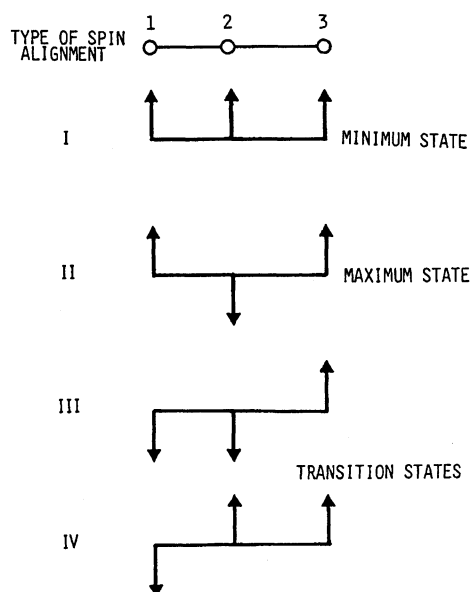 1 2 3
TYPE OF SPIN
ALIGNMENT
I MINIMUM STATE
II MAXIMUM STATE
III
TRANSITION STATES
IV